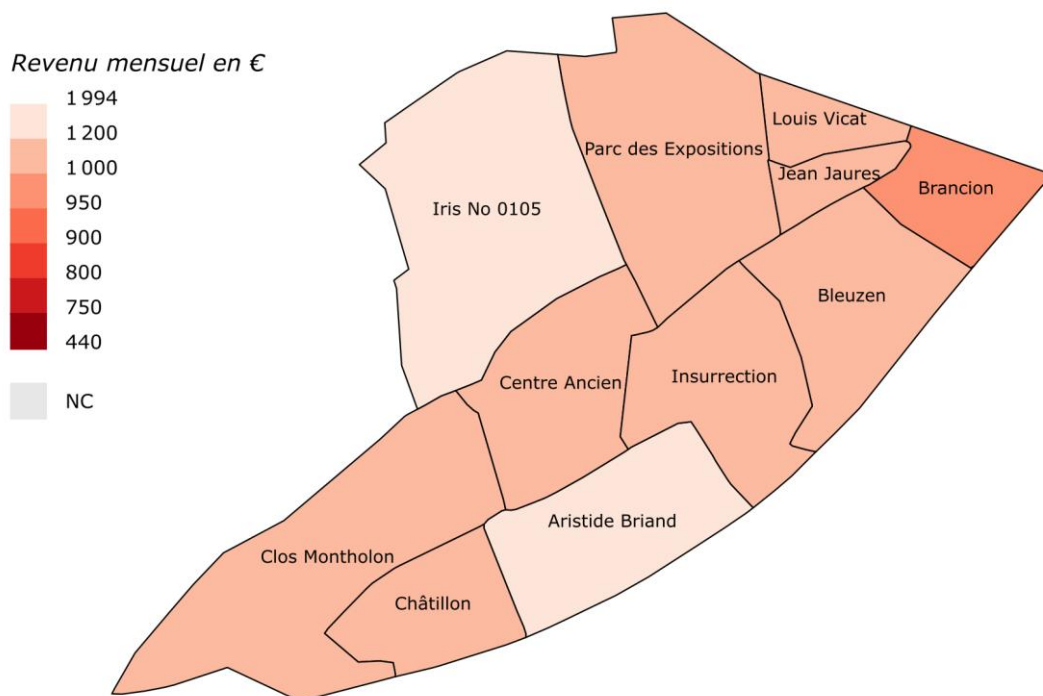 Revenu mensuel en €
1 994
1 200
1 000
950
900
800
750
440
NC
Louis Vicat
Parc des Expositions
Jean Jaures
Brancion
Iris No 0105
Bleuzen
Centre Ancien
Insurrection
Aristide Briand
Clos Montholon
Châtillon